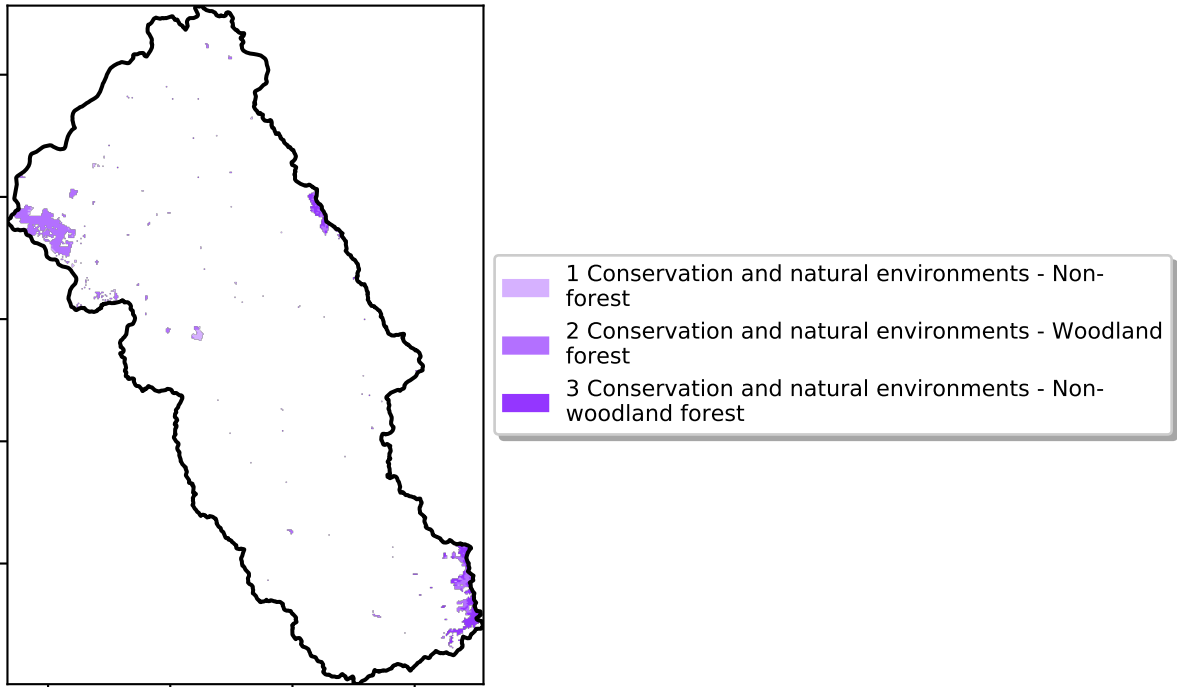 1 Conservation and natural environments - Non-
forest
2 Conservation and natural environments - Woodland
forest
3 Conservation and natural environments - Non-
woodland forest